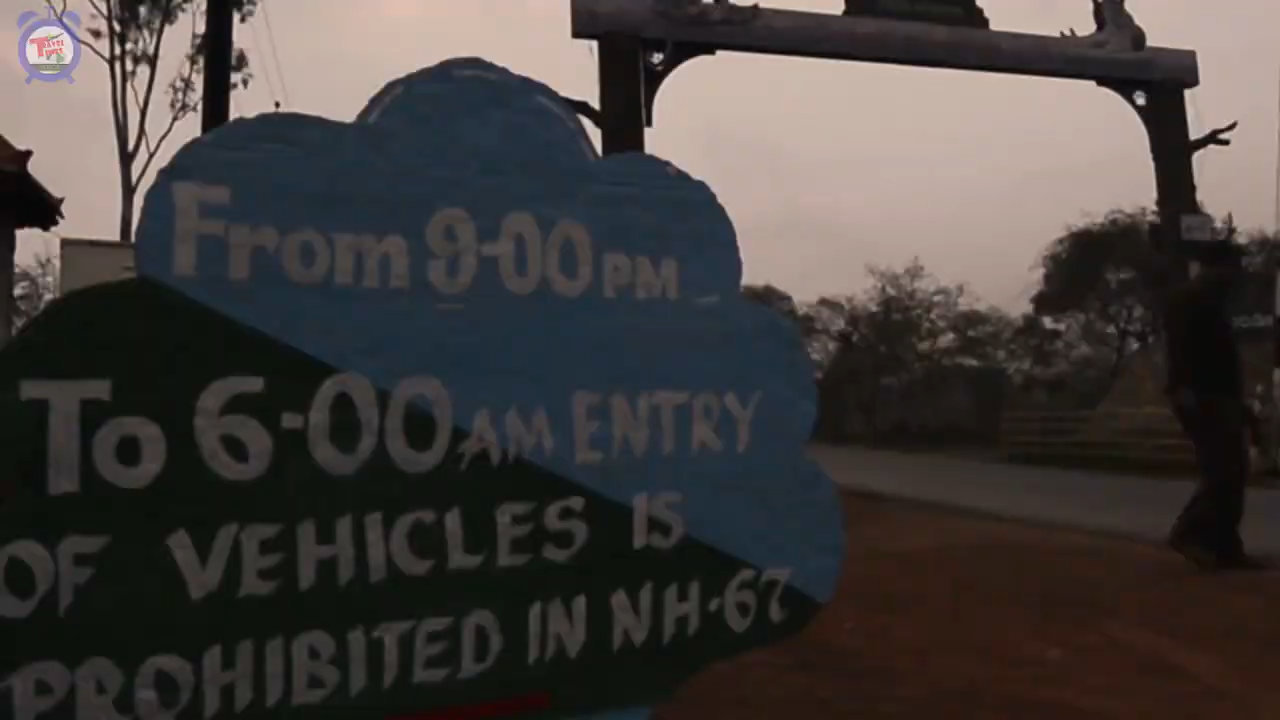 From 9-00 PM
To 6-00 AM ENTRY
OF VEHICLES IS
PROHIBITED IN NH-67